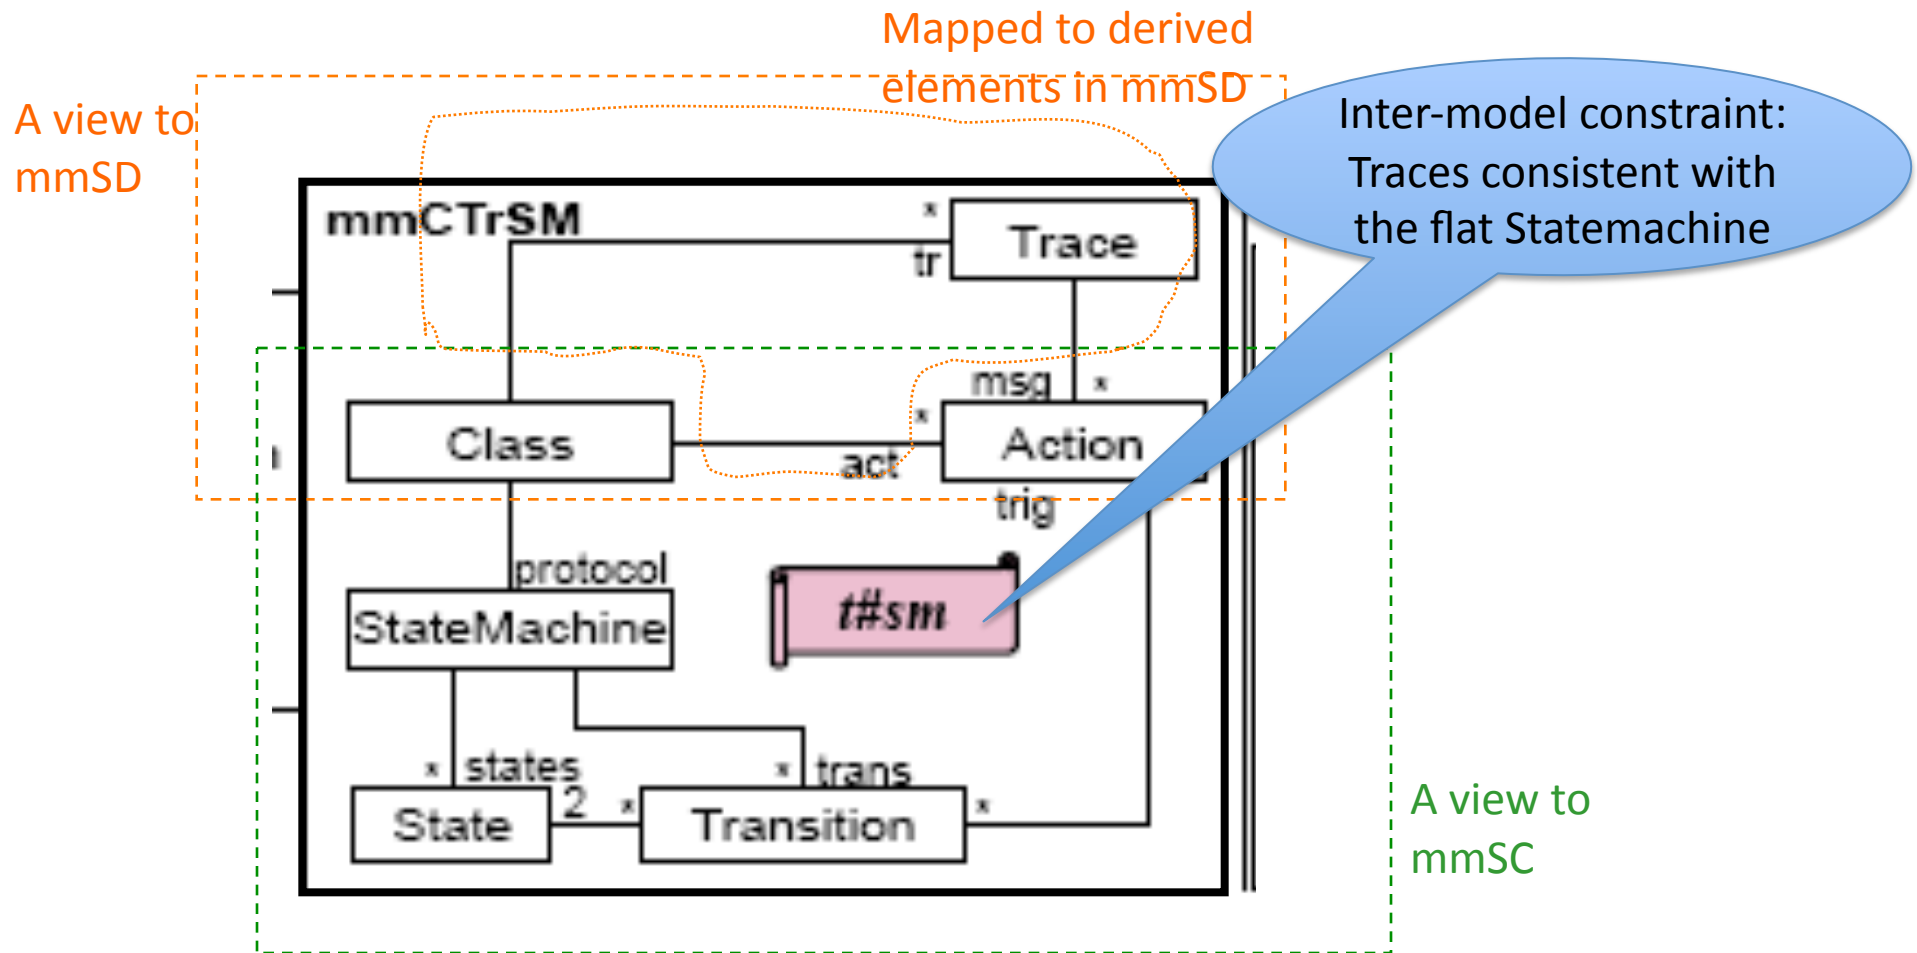 Mapped to derived
elements in mmSD
A view to
mmSD
Inter-model constraint:
Traces consistent with
the flat Statemachine
mmCTrSM
*
tr
Trace
msg
*
Class
*
act
Action
trig
protocol
StateMachine
t#sm
* states
* trans
State
2
*
Transition
*
A view to
mmSC